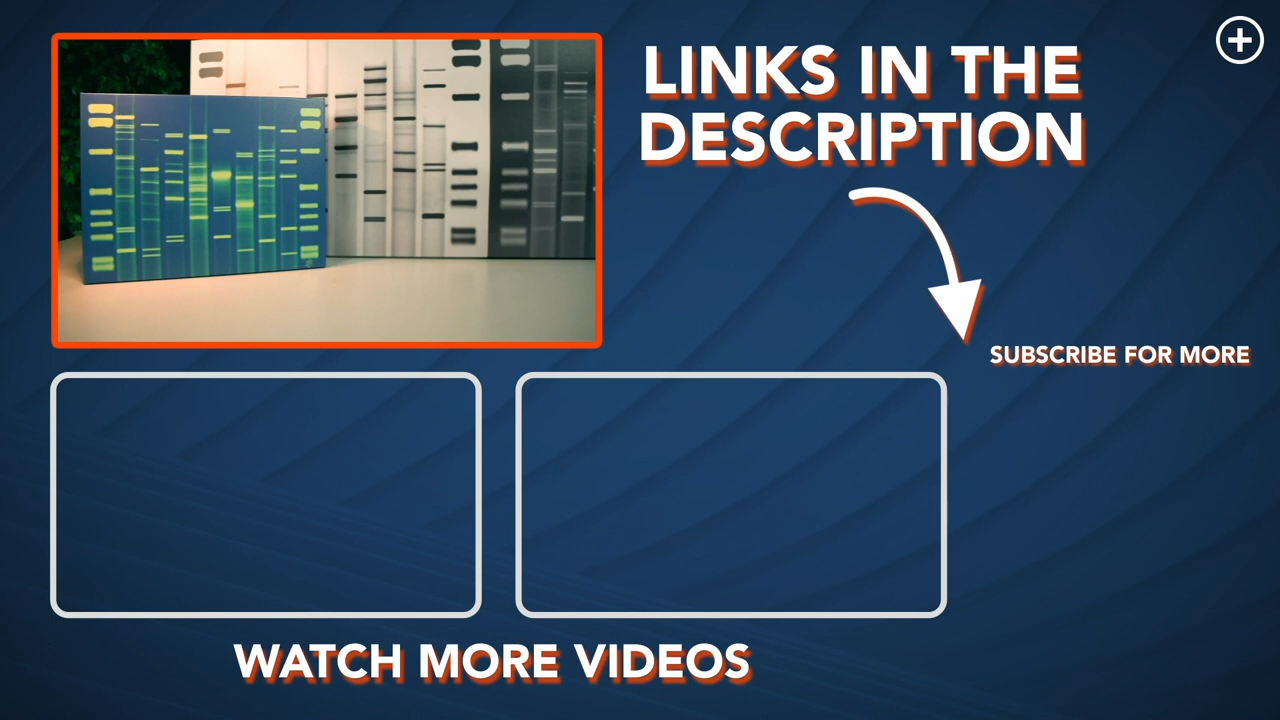 LINKS IN THE
DESCRIPTION
SUBSCRIBE FOR MORE
WATCH MORE VIDEOS